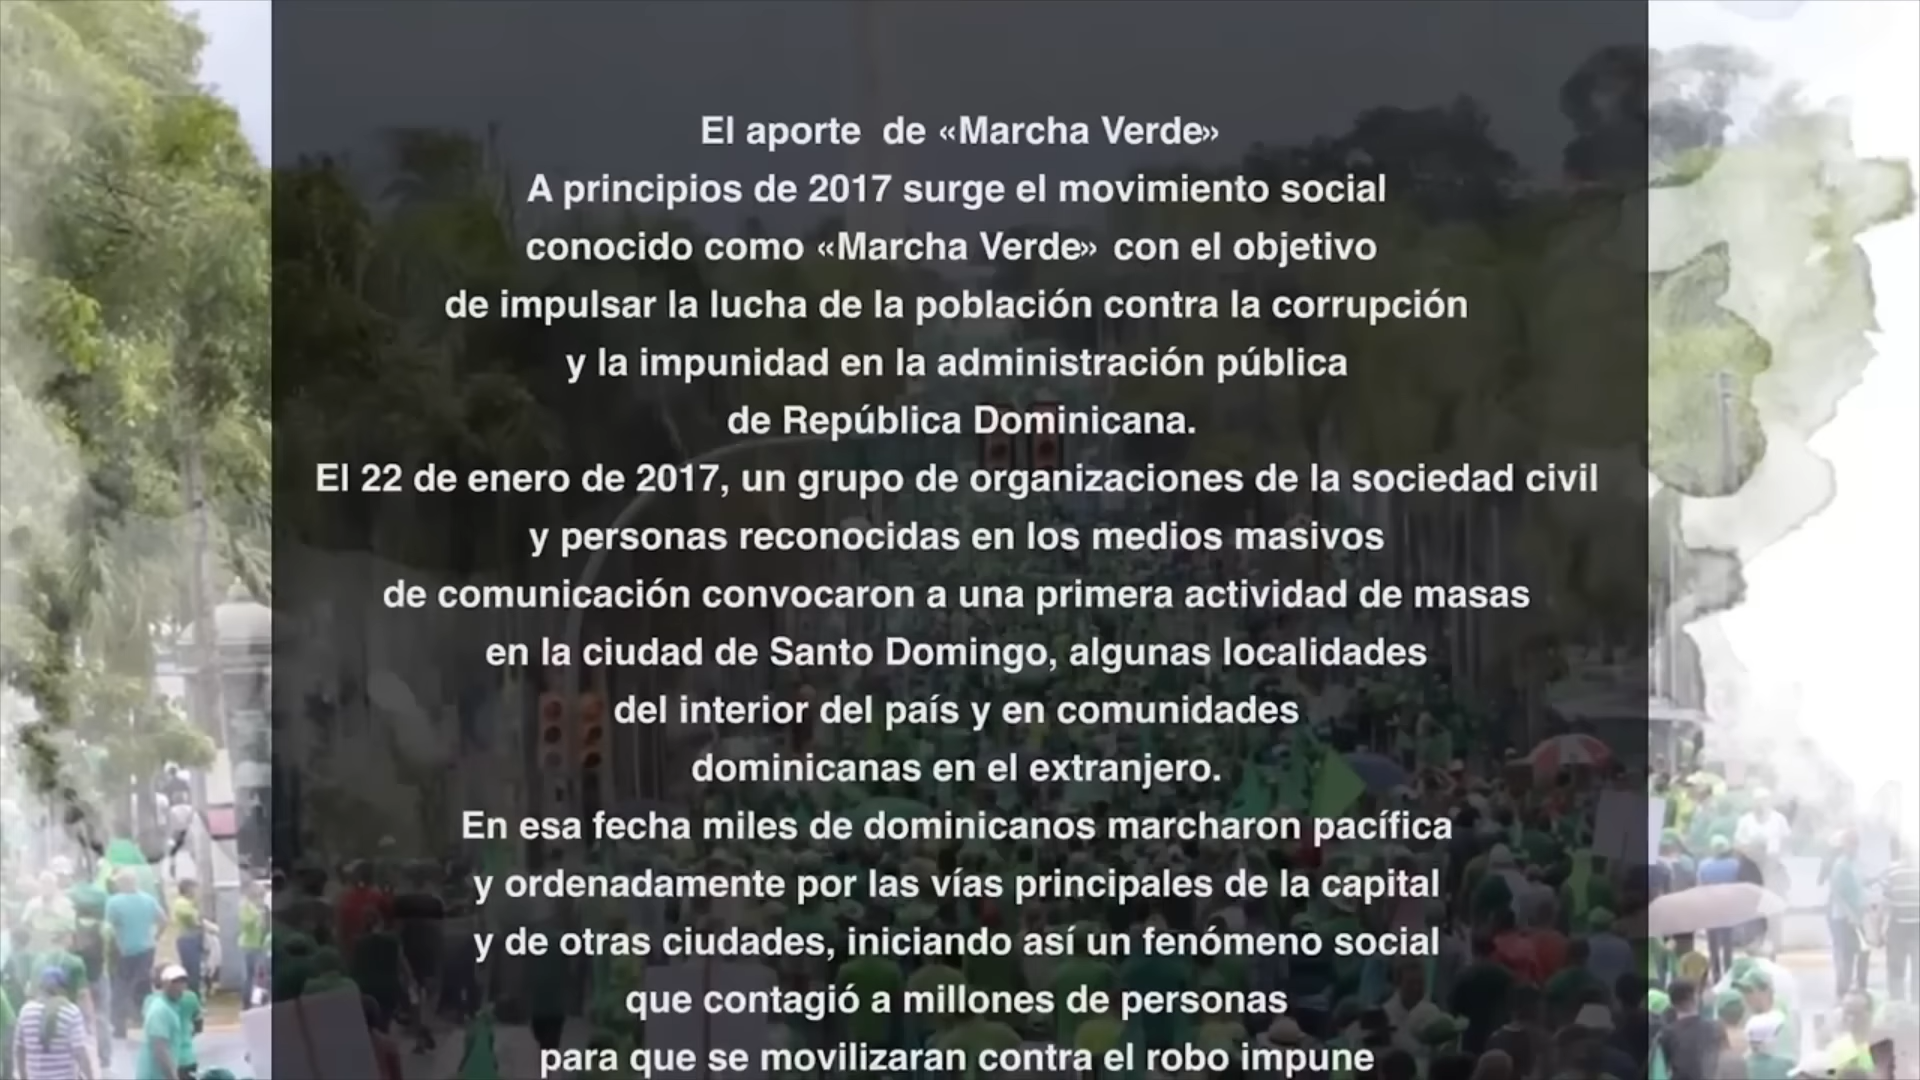 El aporte  de «Marcha Verde»
A principios de 2017 surge el movimiento social
conocido como «Marcha Verde» con el objetivo
de impulsar la lucha de la población contra la corrupción
y la impunidad en la administración pública
de República Dominicana.
El 22 de enero de 2017, un grupo de organizaciones de la sociedad civil
y personas reconocidas en los medios masivos
de comunicación convocaron a una primera actividad de masas
en la ciudad de Santo Domingo, algunas localidades
del interior del país y en comunidades
dominicanas en el extranjero.
En esa fecha miles de dominicanos marcharon pacífica
y ordenadamente por las vías principales de la capital
y de otras ciudades, iniciando así un fenómeno social
que contagió a millones de personas
para que se movilizaran contra el robo impune